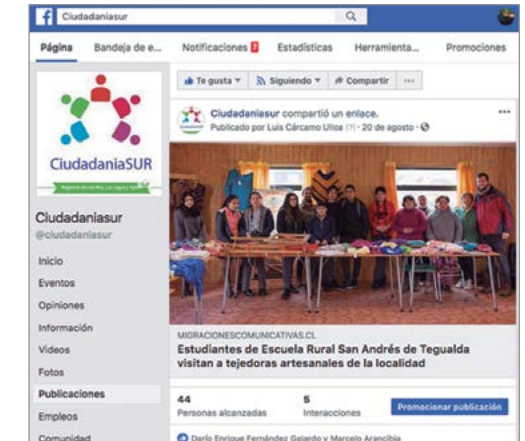 Ciudadaniasur
Página Bandeja de e... Notificaciones 7 Estadísticas Herramienta... Promociones
Te gusta Siguiendo Compartir ...
Ciudadaniasur compartió un enlace.
Publicado por Luis Cárcamo Ulloa [?] · 20 de agosto ·
CiudadaniaSUR
Ciudadaniasur
@ciudadaniasur
Inicio
Eventos
Opiniones
Información
Videos
Fotos
Publicaciones
Empleos
Comunidad
MIGRACIONESCOMUNICATIVAS.CL
Estudiantes de Escuela Rural San Andrés de Tegualda
visitan a tejedoras artesanales de la localidad
44
Personas alcanzadas
5
Interacciones
Promocionar publicación
Darío Enrique Fernández Gajardo y Marcelo Arancibia